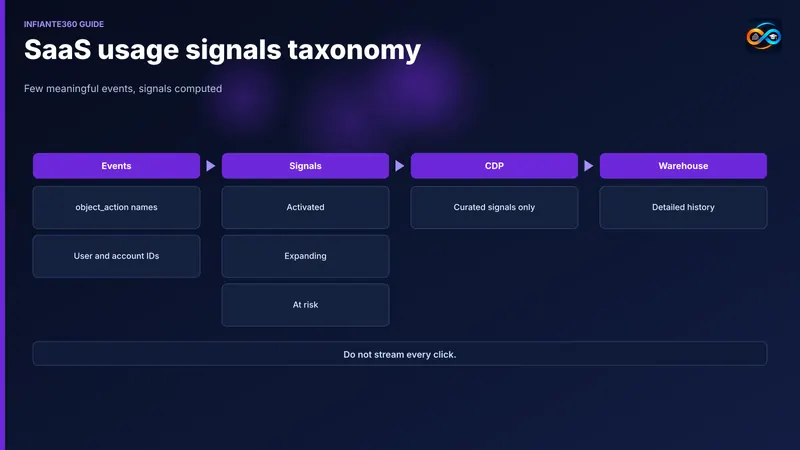 INFIANTE360 GUIDE
SaaS usage signals taxonomy
Few meaningful events, signals computed
Events
Signals
CDP
Warehouse
object_action names
Activated
Curated signals only
Detailed history
User and account IDs
Expanding
At risk
Do not stream every click.